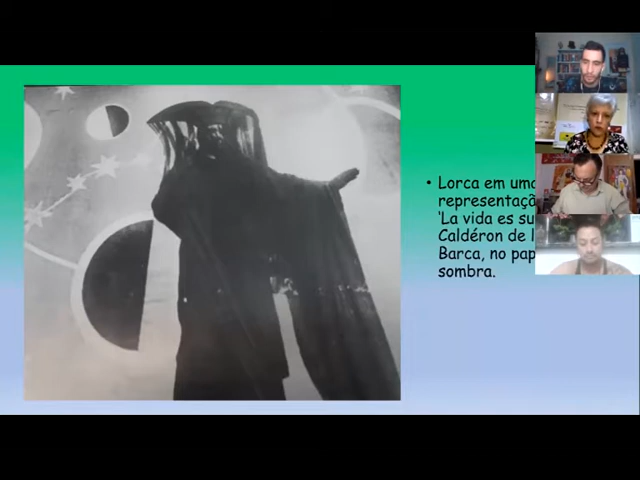 • Lorca em uma
representaçã
‘La vida es su
Caldéron de l
Barca, no pap
sombra.